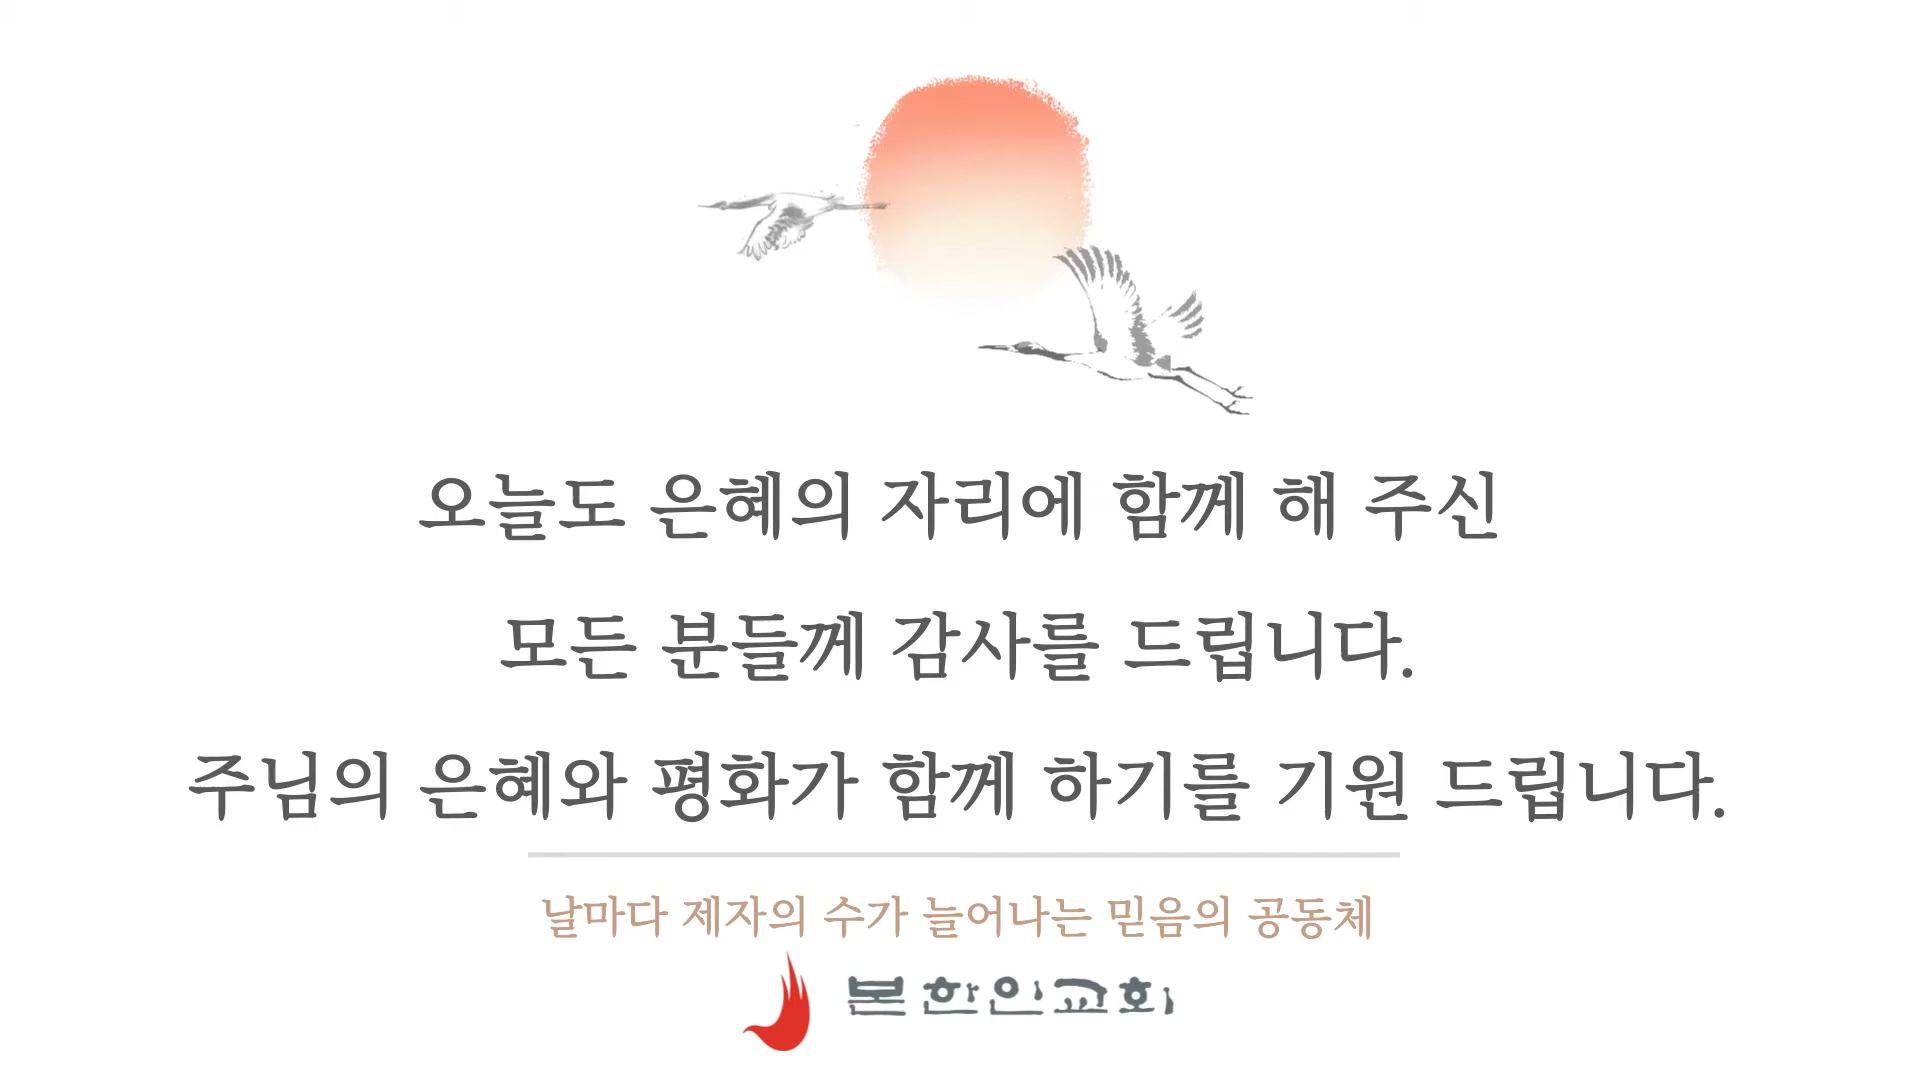 오늘도 은혜의 자리에 함께 해 주신
모든 분들께 감사를 드립니다.
주님의 은혜와 평화가 함께 하기를 기원 드립니다.
날마다 제자의 수가 늘어나는 믿음의 공동체
본한인교회